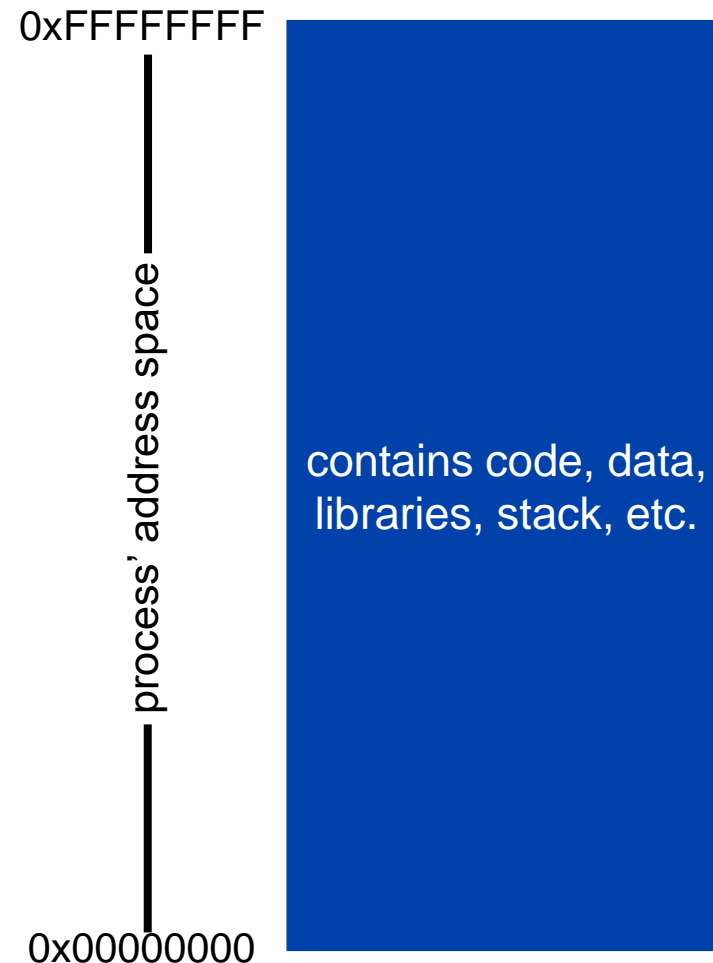 0xFFFFFFFF
process’ address space
contains code, data,
libraries, stack, etc.
0x00000000